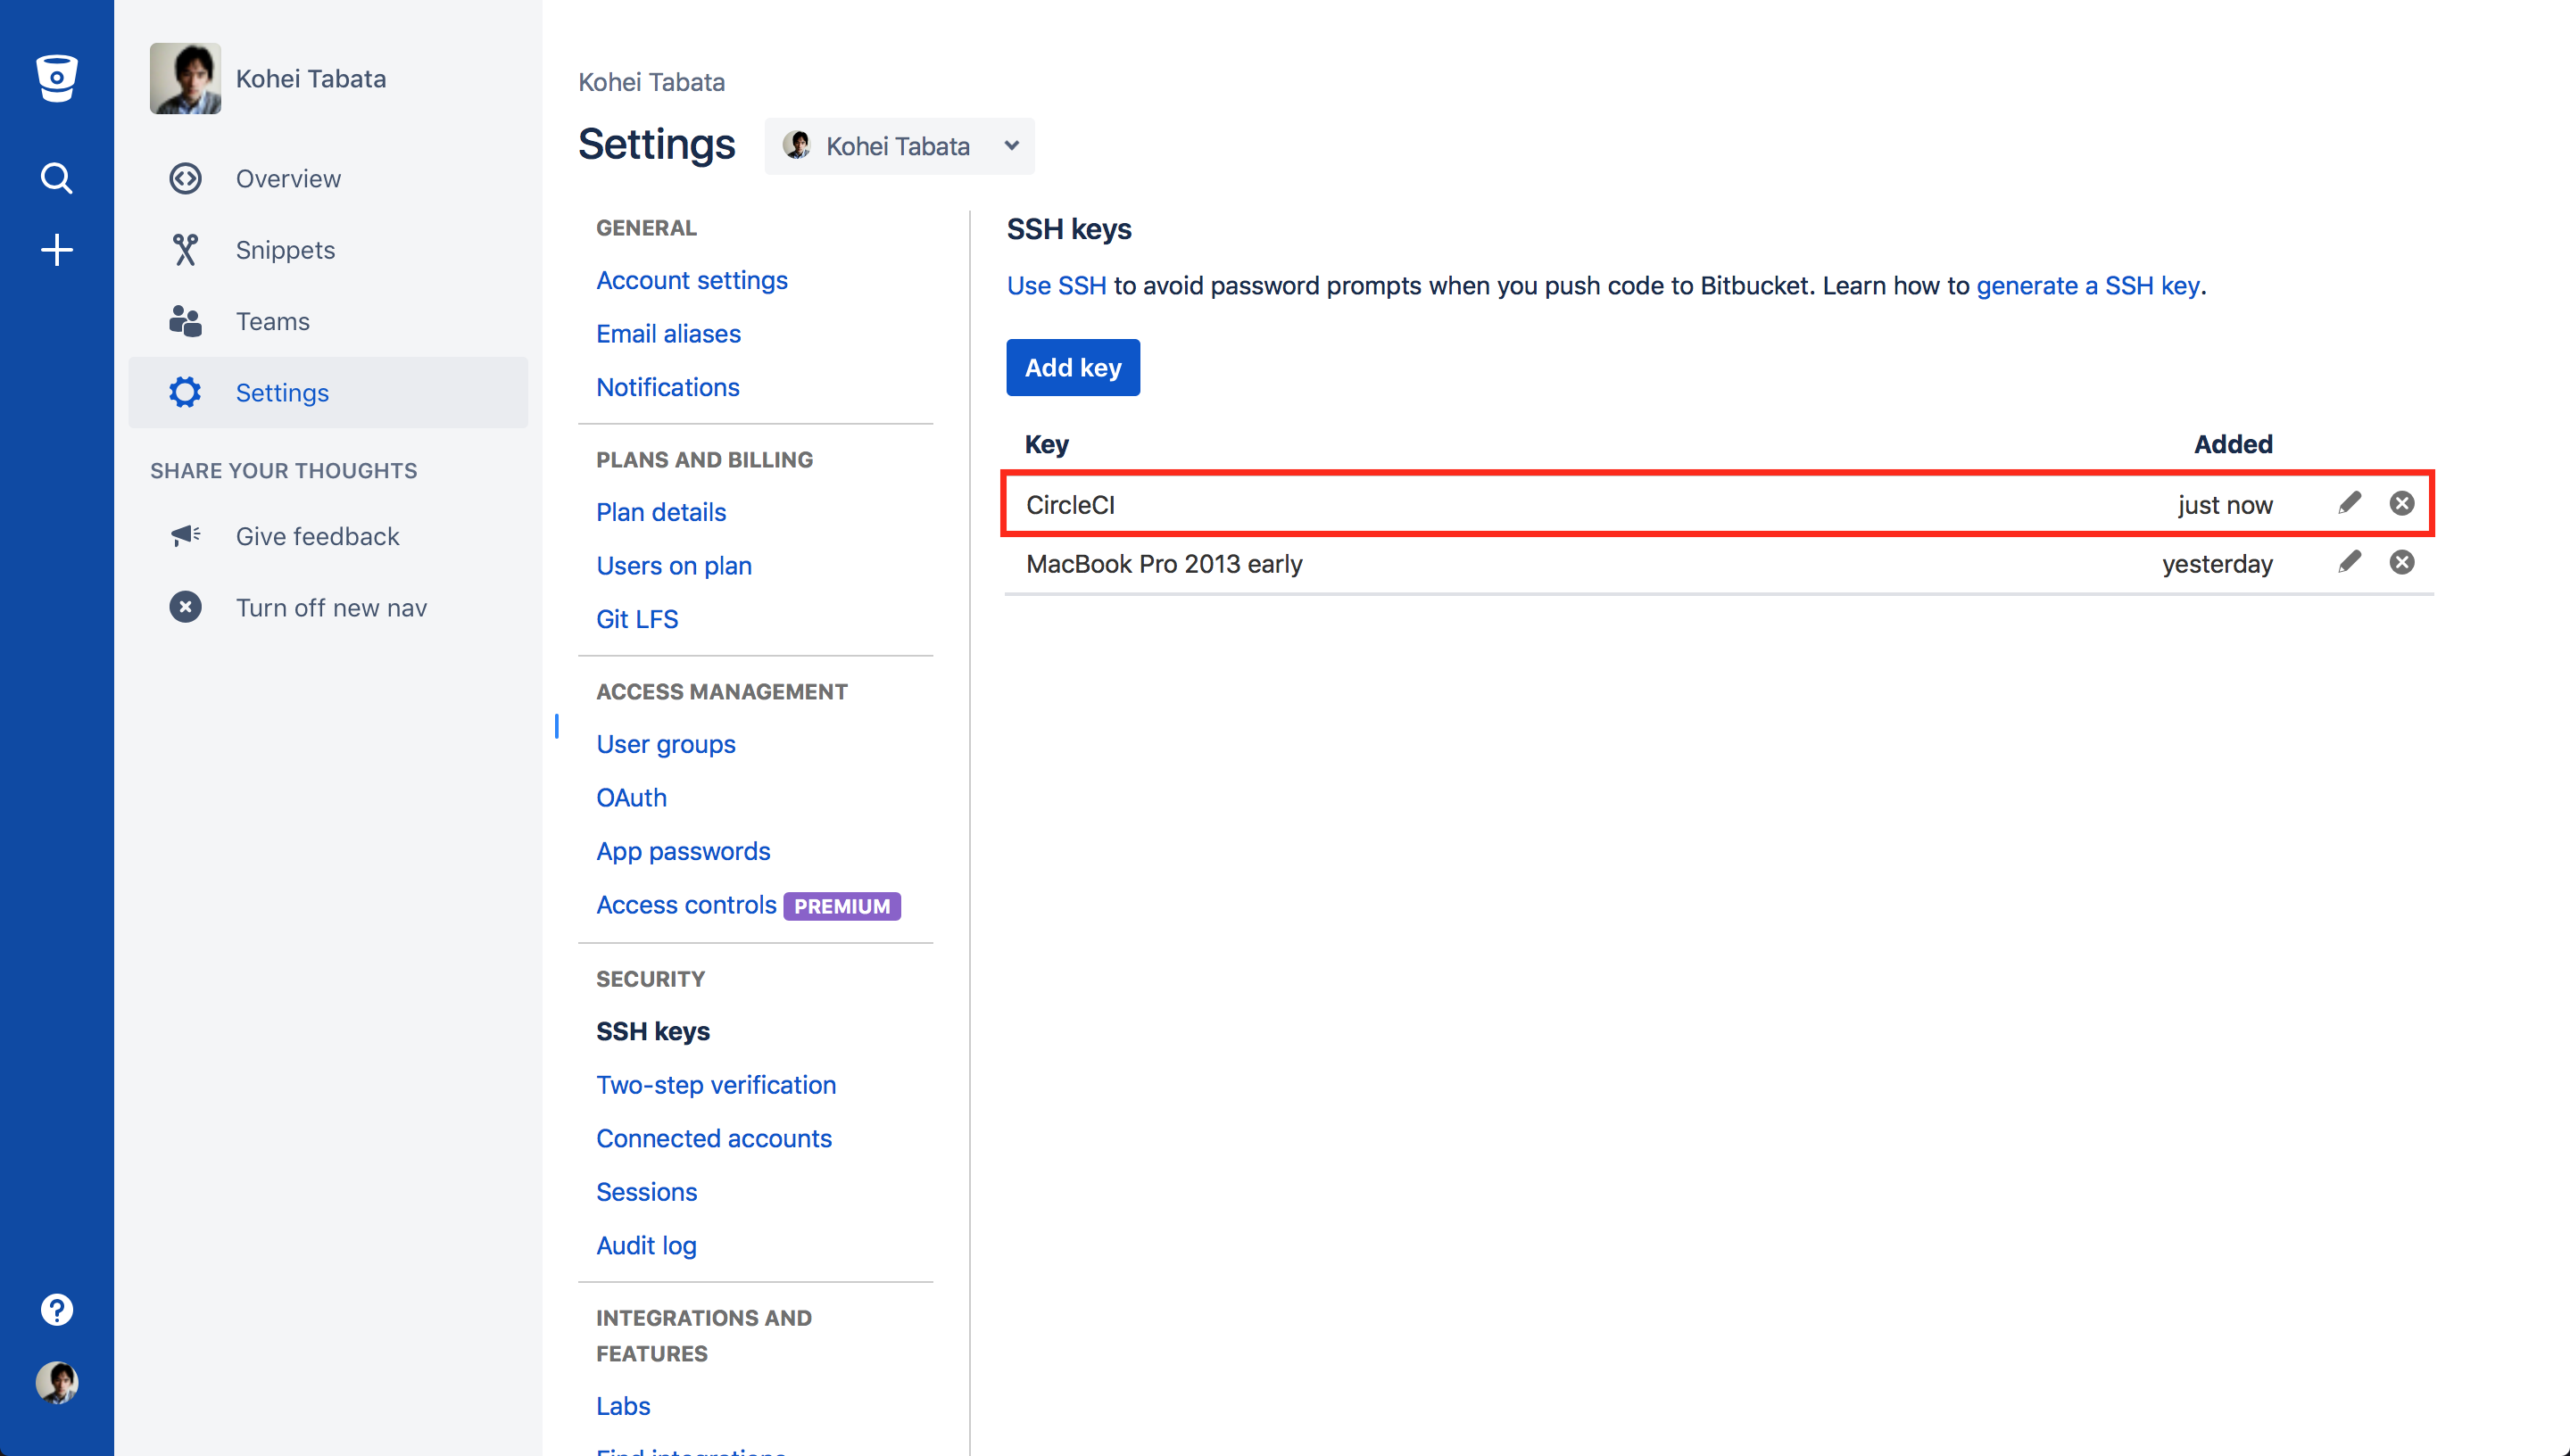 Kohei Tabata
Overview
Snippets
Teams
Settings
SHARE YOUR THOUGHTS
Give feedback
Turn off new nav
Kohei Tabata
Settings
Kohei Tabata
GENERAL
Account settings
Email aliases
Notifications
PLANS AND BILLING
Plan details
Users on plan
Git LFS
ACCESS MANAGEMENT
User groups
OAuth
App passwords
Access controls PREMIUM
SECURITY
SSH keys
Two-step verification
Connected accounts
Sessions
Audit log
INTEGRATIONS AND
FEATURES
Labs
Find integrations
SSH keys
Use SSH to avoid password prompts when you push code to Bitbucket. Learn how to generate a SSH key.
Add key
Key Added
CircleCI just now
MacBook Pro 2013 early yesterday